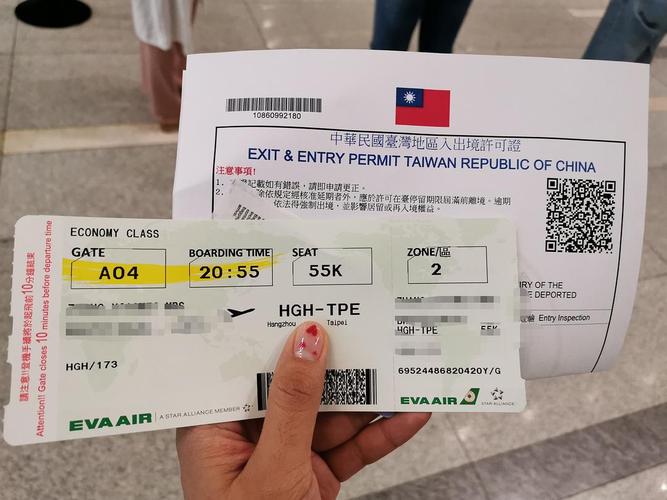 10860992180
中華民國臺灣地區入出境許可證
EXIT & ENTRY PERMIT TAIWAN REPUBLIC OF CHINA
注意事項!
記載如有錯誤，請即申請更正。
除依規定經核准延期者外，應於許可在臺停留期限屆滿前離境。逾期
依法得強制出境，並影響居留或再入境權益。
RY OF THE
E DEPORTED
Entry Inspection
ECONOMY CLASS
GATE BOARDING TIME SEAT ZONE/區
A04 20:55 55K 2
HGH-TPE
Hangzhou Taipei
HGH-TPE 55K
HGH/173
69524486820420Y/G
EVA AIR A STAR ALLIANCE MEMBER
EVA AIR STAR ALLIANCE
請注意!!登機手續將於起飛前10分鐘結束
Attention!! Gate closes 10 minutes before departure time